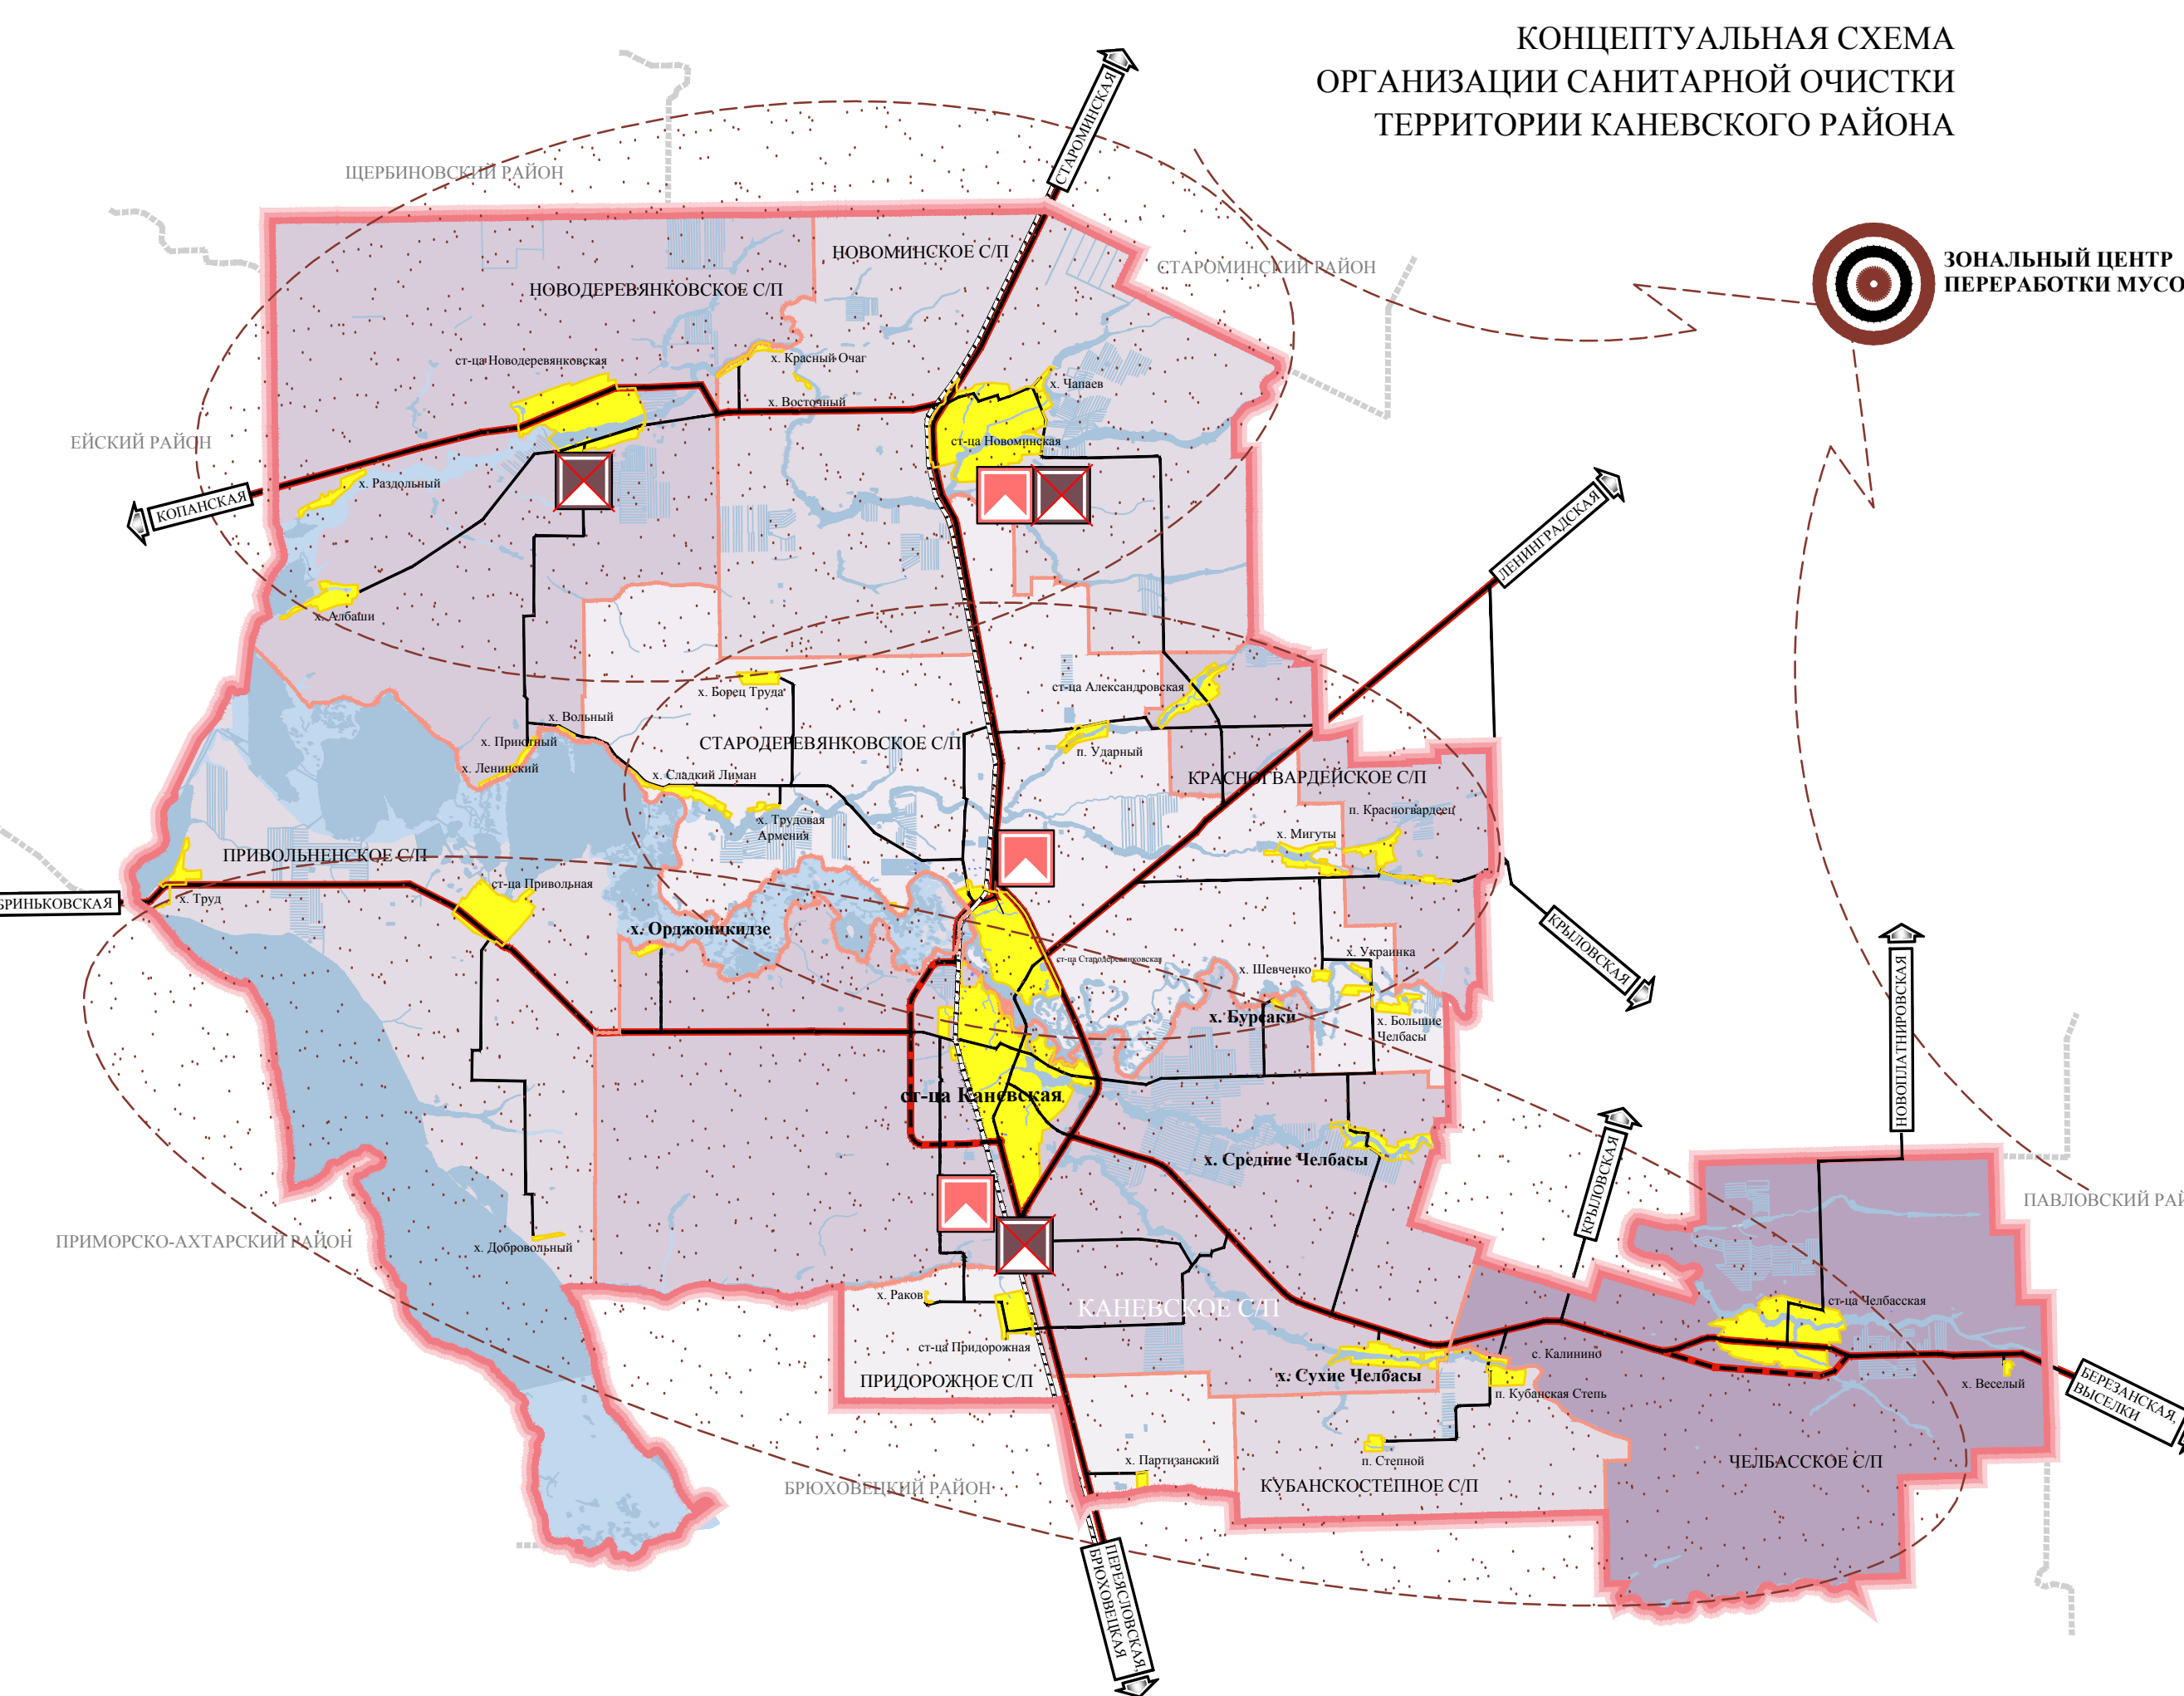 КОНЦЕПТУАЛЬНАЯ СХЕМА
ОРГАНИЗАЦИИ САНИТАРНОЙ ОЧИСТКИ
ТЕРРИТОРИИ КАНЕВСКОГО РАЙОНА
СТАРОМИНСКАЯ
ЩЕРБИНОВСКИЙ РАЙОН
НОВОМИНСКОЕ С/П
СТАРОМИНСКИЙ РАЙОН
ЗОНАЛЬНЫЙ ЦЕНТР
ПЕРЕРАБОТКИ МУСО
НОВОДЕРЕВЯНКОВСКОЕ С/П
ст-ца Новодеревянковская
х. Красный Очаг
х. Чапаев
х. Восточный
ЕЙСКИЙ РАЙОН
ст-ца Новоминская
х. Раздольный
КОПАНСКАЯ
ЛЕНИНГРАДСКАЯ
х. Албаши
х. Борец Труда
ст-ца Александровская
х. Вольный
х. Приютный
СТАРОДЕРЕВЯНКОВСКОЕ С/П
п. Ударный
х. Ленинский
х. Сладкий Лиман
КРАСНОГВАРДЕЙСКОЕ С/П
х. Трудовая
Армения
п. Красногвардеец
х. Мигуты
ПРИВОЛЬНЕНСКОЕ С/П
ст-ца Привольная
х. Труд
БРИНЬКОВСКАЯ
х. Орджоникидзе
КРЫЛОВСКАЯ
ст-ца Стародеревянковская
х. Украинка
х. Шевченко
х. Бурсаки
х. Большие
Челбасы
НОВОПЛАТНИРОВСКАЯ
ст-ца Каневская
х. Средние Челбасы
КРЫЛОВСКАЯ
ПАВЛОВСКИЙ РАЙ
ПРИМОРСКО-АХТАРСКИЙ РАЙОН
х. Добровольный
х. Раков
КАНЕВСКОЕ С/П
ст-ца Челбасская
ст-ца Придорожная
с. Калинино
ПРИДОРОЖНОЕ С/П
х. Сухие Челбасы
п. Кубанская Степь
х. Веселый
БЕРЕЗАНСКАЯ,
ВЫСЕЛКИ
х. Партизанский
п. Степной
ЧЕЛБАССКОЕ С/П
БРЮХОВЕЦКИЙ РАЙОН
КУБАНСКОСТЕПНОЕ С/П
ПЕРЕЯСЛОВСКАЯ,
БРЮХОВЕЦКАЯ